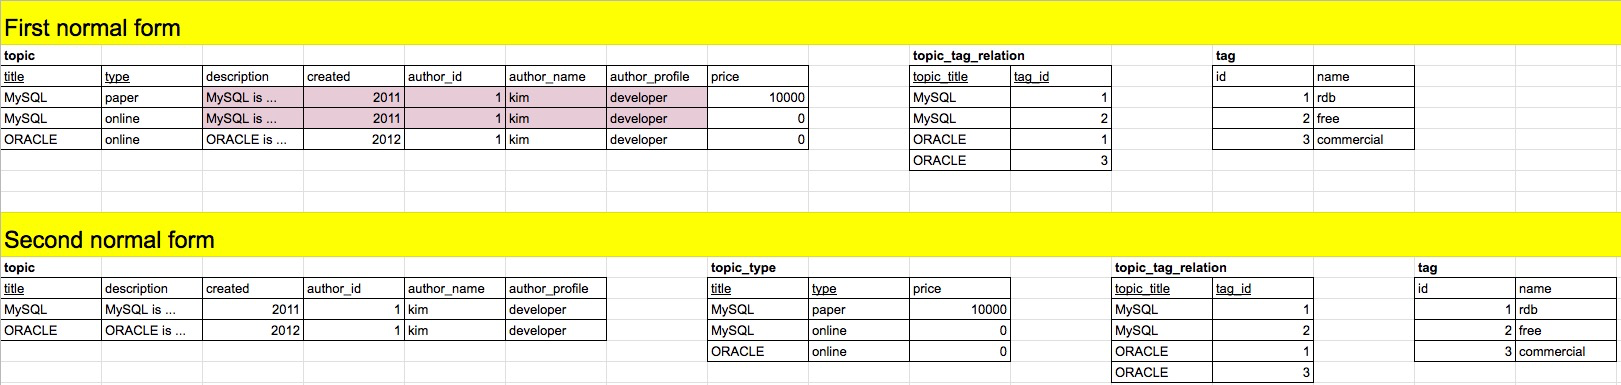 First normal form
topic topic_tag_relation tag
title type description created author_id author_name author_profile price topic_title tag_id id name
MySQL paper MySQL is ... 2011 1 kim developer 10000 MySQL 1 1 rdb
MySQL online MySQL is ... 2011 1 kim developer 0 MySQL 2 2 free
ORACLE online ORACLE is ... 2012 1 kim developer 0 ORACLE 1 3 commercial
ORACLE 3
Second normal form
topic topic_type topic_tag_relation tag
title description created author_id author_name author_profile title type price topic_title tag_id id name
MySQL MySQL is ... 2011 1 kim developer MySQL paper 10000 MySQL 1 1 rdb
ORACLE ORACLE is ... 2012 1 kim developer MySQL online 0 MySQL 2 2 free
ORACLE online 0 ORACLE 1 3 commercial
ORACLE 3